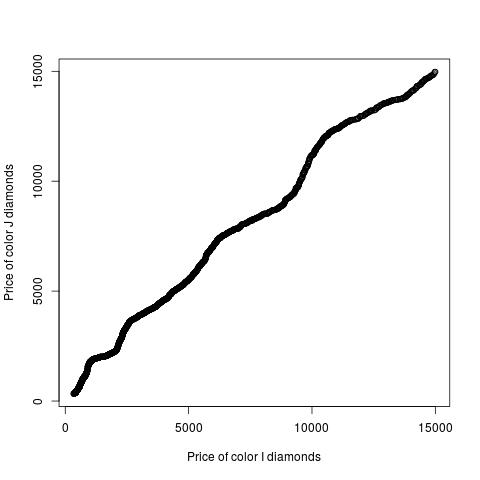 Price of color J diamonds
15000
10000
5000
0
0 5000 10000 15000
Price of color I diamonds